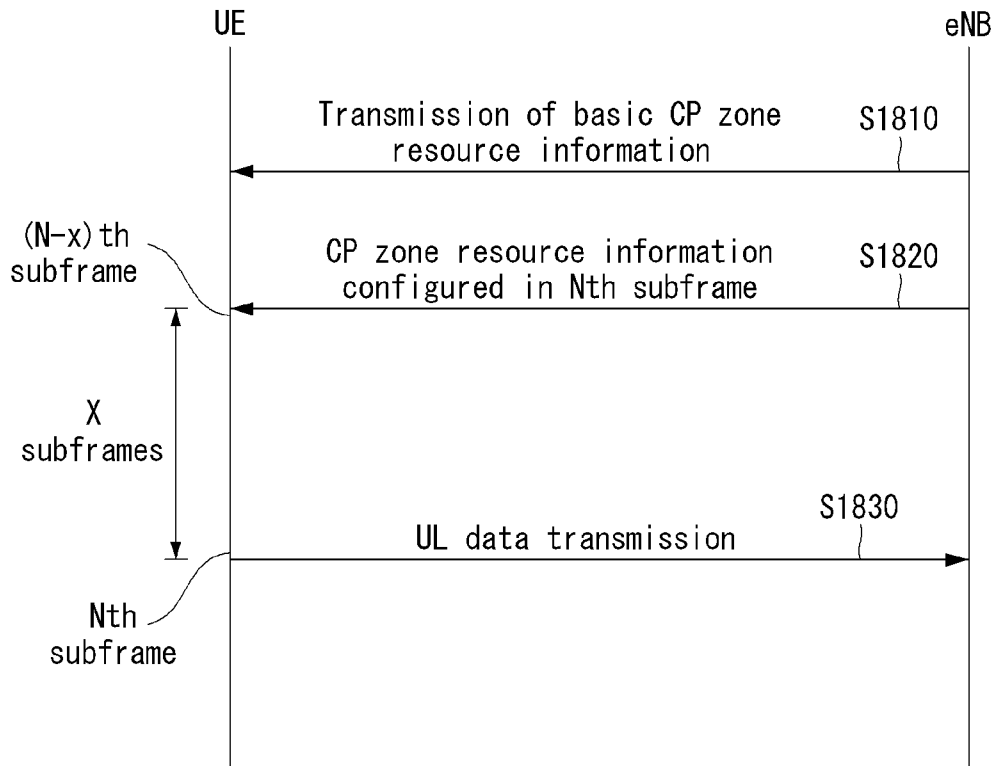 UE
eNB
Transmission of basic CP zone
resource information
S1810
(N-x)th
subframe
CP zone resource information
configured in Nth subframe
S1820
X
subframes
UL data transmission
S1830
Nth
subframe